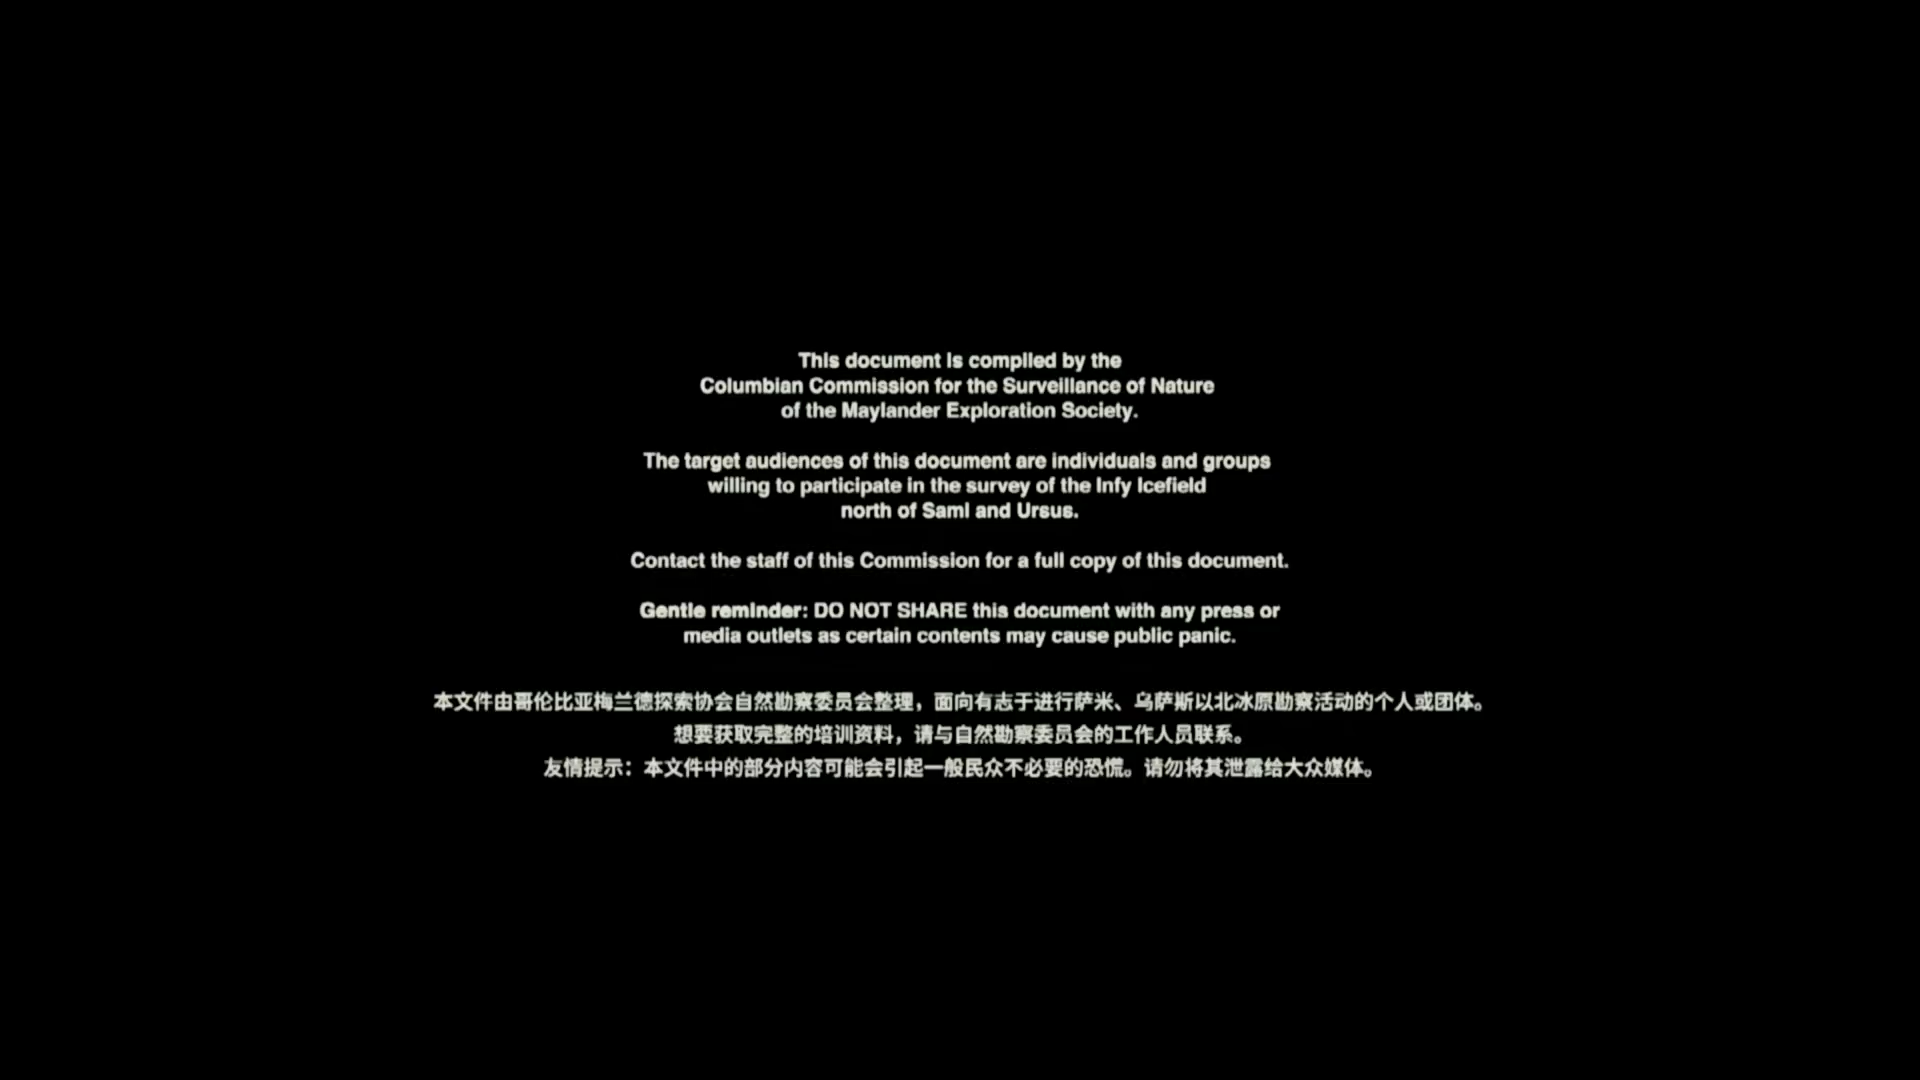 This document is compiled by the
Columbian Commission for the Surveillance of Nature
of the Maylander Exploration Society.
The target audiences of this document are individuals and groups
willing to participate in the survey of the Infy Icefield
north of Sami and Ursus.
Contact the staff of this Commission for a full copy of this document.
Gentle reminder: DO NOT SHARE this document with any press or
media outlets as certain contents may cause public panic.
本文件由哥伦比亚梅兰德探索协会自然勘察委员会整理，面向有志于进行萨米、乌萨斯以北冰原勘察活动的个人或团体。
想要获取完整的培训资料，请与自然勘察委员会的工作人员联系。
友情提示：本文件中的部分内容可能会引起一般民众不必要的恐慌。请勿将其泄露给大众媒体。